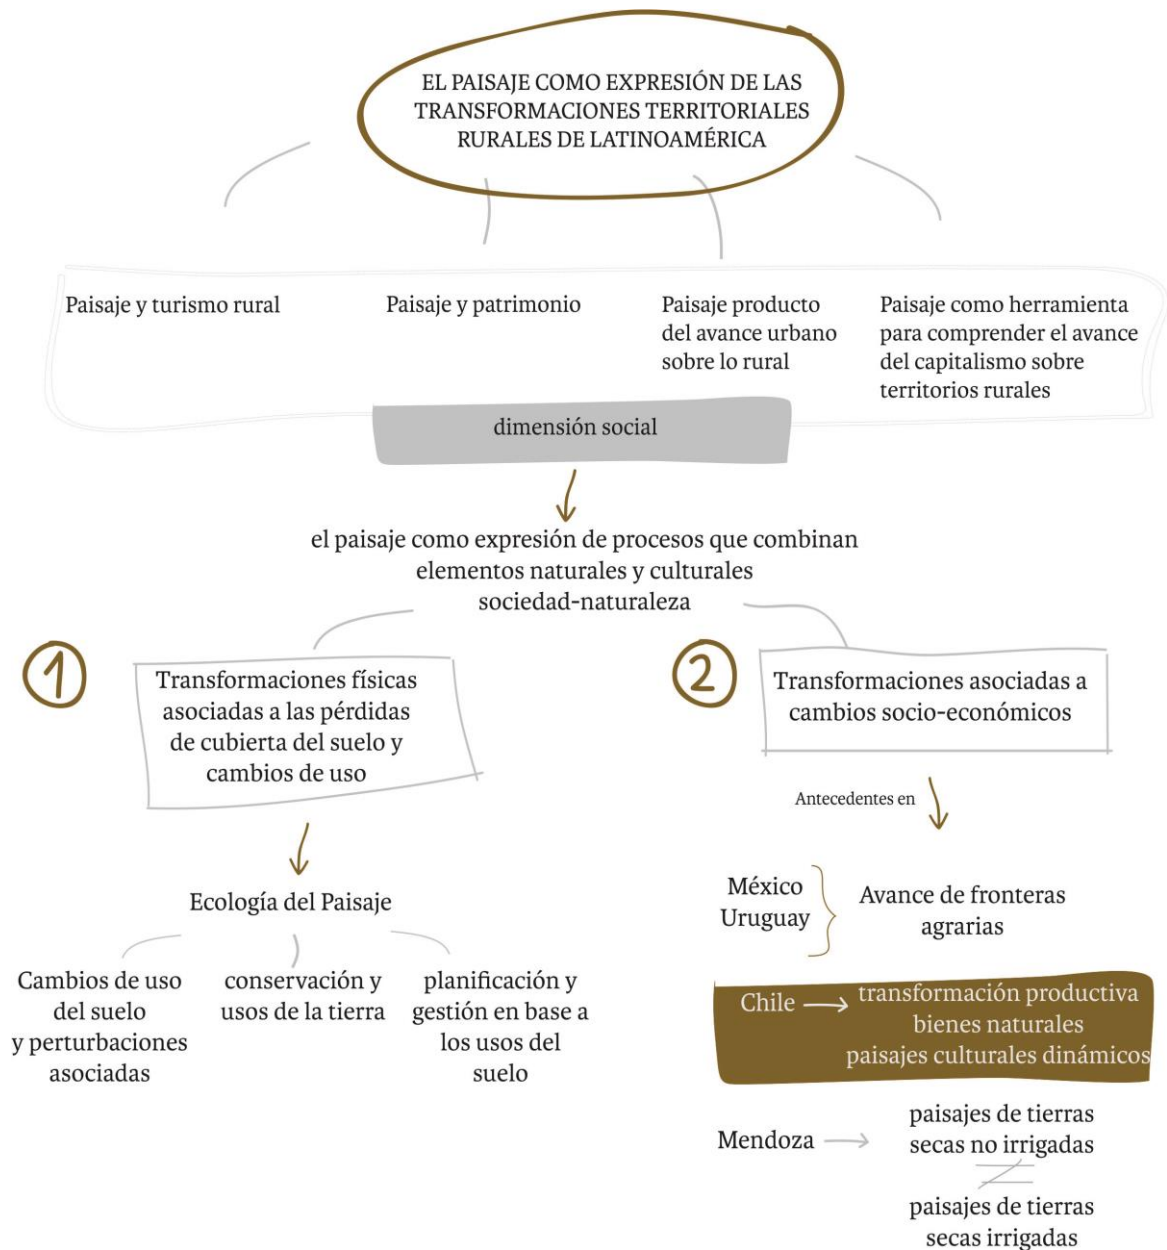 EL PAISAJE COMO EXPRESIÓN DE LAS
TRANSFORMACIONES TERRITORIALES
RURALES DE LATINOAMÉRICA
Paisaje y turismo rural
Paisaje y patrimonio
Paisaje producto
del avance urbano
sobre lo rural
Paisaje como herramienta
para comprender el avance
del capitalismo sobre
territorios rurales
dimensión social
el paisaje como expresión de procesos que combinan
elementos naturales y culturales
sociedad-naturaleza
1
Transformaciones físicas
asociadas a las pérdidas
de cubierta del suelo y
cambios de uso
Ecología del Paisaje
Cambios de uso
del suelo
y perturbaciones
asociadas
conservación y
usos de la tierra
planificación y
gestión en base a
los usos del
suelo
2
Transformaciones asociadas a
cambios socio-económicos
Antecedentes en
México
Uruguay
Avance de fronteras
agrarias
Chile → transformación productiva
bienes naturales
paisajes culturales dinámicos
Mendoza → paisajes de tierras
secas no irrigadas
≠
paisajes de tierras
secas irrigadas